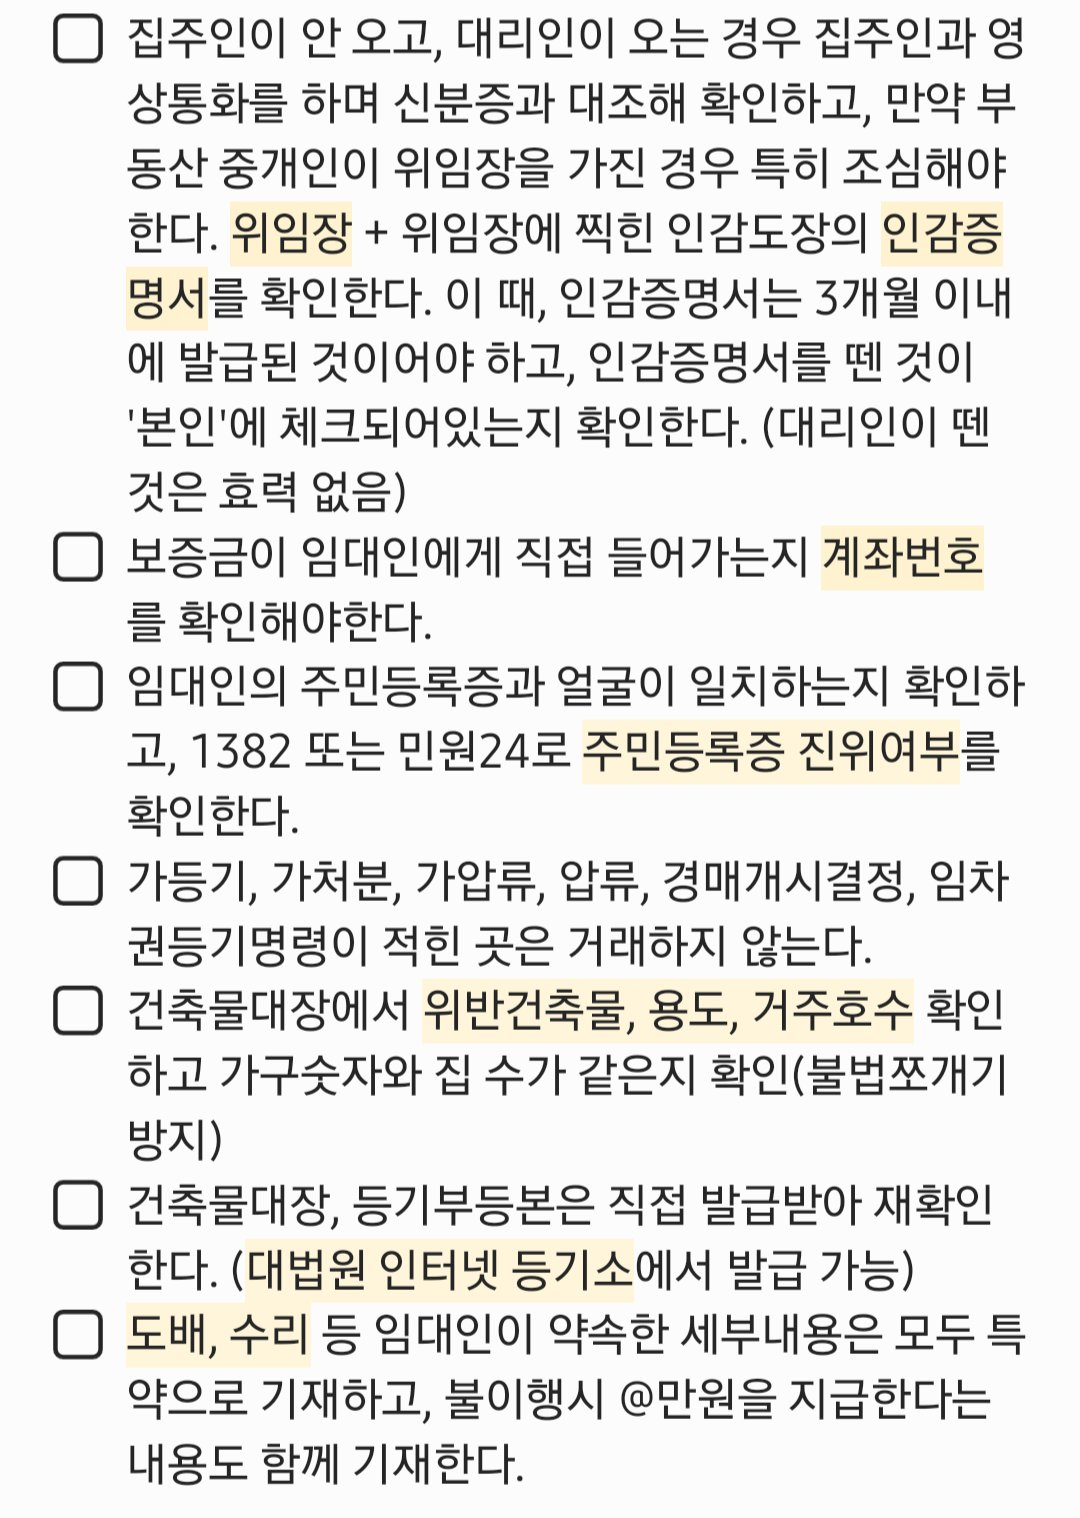 집주인이 안 오고, 대리인이 오는 경우 집주인과 영
상통화를 하며 신분증과 대조해 확인하고, 만약 부
동산 중개인이 위임장을 가진 경우 특히 조심해야
한다. 위임장 + 위임장에 찍힌 인감도장의 인감증
명서를 확인한다. 이 때, 인감증명서는 3개월 이내
에 발급된 것이어야 하고, 인감증명서를 뗀 것이
'본인'에 체크되어있는지 확인한다. (대리인이 뗀
것은 효력 없음)
보증금이 임대인에게 직접 들어가는지 계좌번호
를 확인해야한다.
임대인의 주민등록증과 얼굴이 일치하는지 확인하
고, 1382 또는 민원24로 주민등록증 진위여부를
확인한다.
가등기, 가처분, 가압류, 압류, 경매개시결정, 임차
권등기명령이 적힌 곳은 거래하지 않는다.
건축물대장에서 위반건축물, 용도, 거주호수 확인
하고 가구숫자와 집 수가 같은지 확인(불법쪼개기
방지)
건축물대장, 등기부등본은 직접 발급받아 재확인
한다. (대법원 인터넷 등기소에서 발급 가능)
도배, 수리 등 임대인이 약속한 세부내용은 모두 특
약으로 기재하고, 불이행시 @만원을 지급한다는
내용도 함께 기재한다.